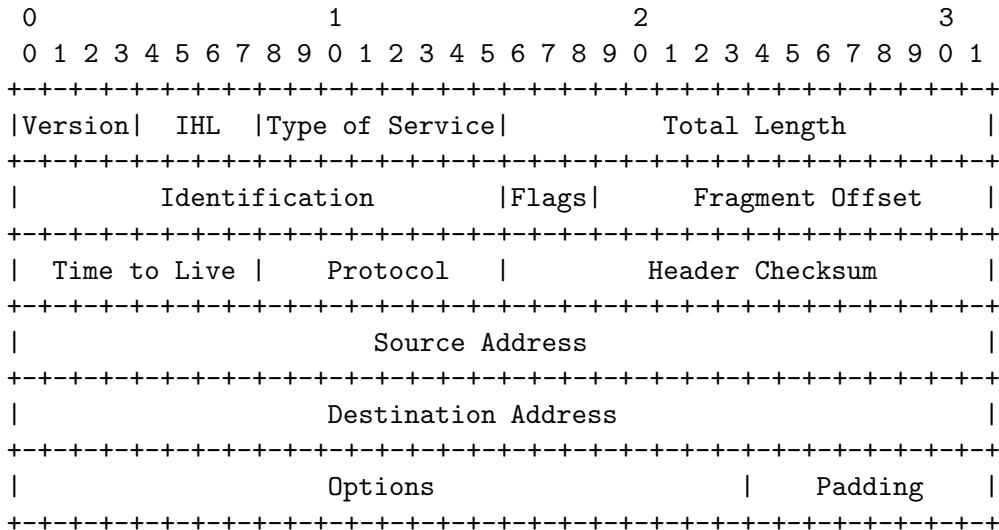 0                   1                   2                   3
0 1 2 3 4 5 6 7 8 9 0 1 2 3 4 5 6 7 8 9 0 1 2 3 4 5 6 7 8 9 0 1
+-+-+-+-+-+-+-+-+-+-+-+-+-+-+-+-+-+-+-+-+-+-+-+-+-+-+-+-+-+-+-+-+
|Version|  IHL  |Type of Service|          Total Length         |
+-+-+-+-+-+-+-+-+-+-+-+-+-+-+-+-+-+-+-+-+-+-+-+-+-+-+-+-+-+-+-+-+
|         Identification        |Flags|      Fragment Offset    |
+-+-+-+-+-+-+-+-+-+-+-+-+-+-+-+-+-+-+-+-+-+-+-+-+-+-+-+-+-+-+-+-+
|  Time to Live |    Protocol   |         Header Checksum       |
+-+-+-+-+-+-+-+-+-+-+-+-+-+-+-+-+-+-+-+-+-+-+-+-+-+-+-+-+-+-+-+-+
|                       Source Address                          |
+-+-+-+-+-+-+-+-+-+-+-+-+-+-+-+-+-+-+-+-+-+-+-+-+-+-+-+-+-+-+-+-+
|                    Destination Address                        |
+-+-+-+-+-+-+-+-+-+-+-+-+-+-+-+-+-+-+-+-+-+-+-+-+-+-+-+-+-+-+-+-+
|                    Options                    |    Padding    |
+-+-+-+-+-+-+-+-+-+-+-+-+-+-+-+-+-+-+-+-+-+-+-+-+-+-+-+-+-+-+-+-+